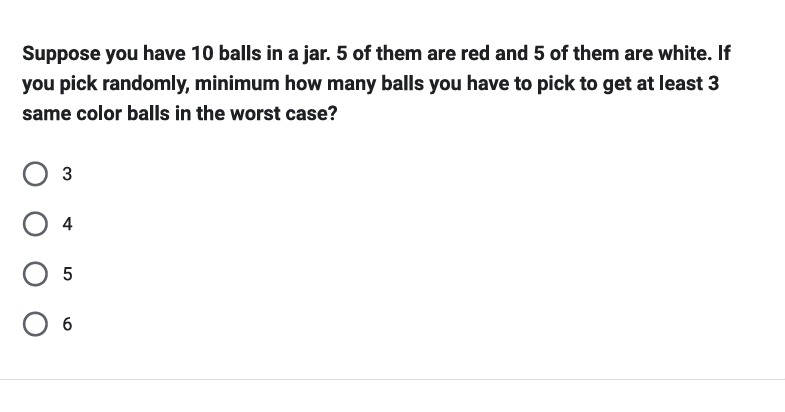 Suppose you have 10 balls in a jar. 5 of them are red and 5 of them are white. If
you pick randomly, minimum how many balls you have to pick to get at least 3
same color balls in the worst case?
3
4
5
6